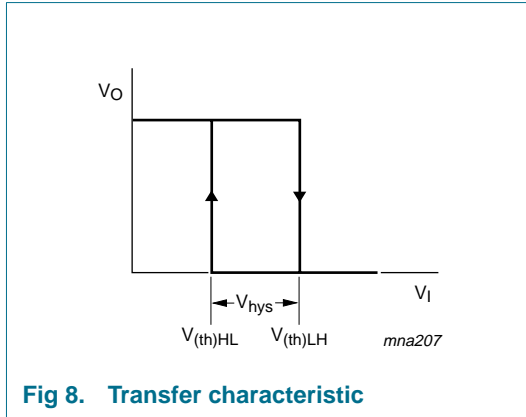 VO
Vhys
VI
V(th)HL V(th)LH
mna207
Fig 8. Transfer characteristic